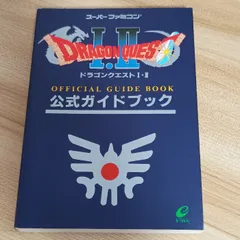 スーパーファミコン
DRAGON QUEST
I・II
ドラゴンクエストI・II
OFFICIAL GUIDE BOOK
公式ガイドブック